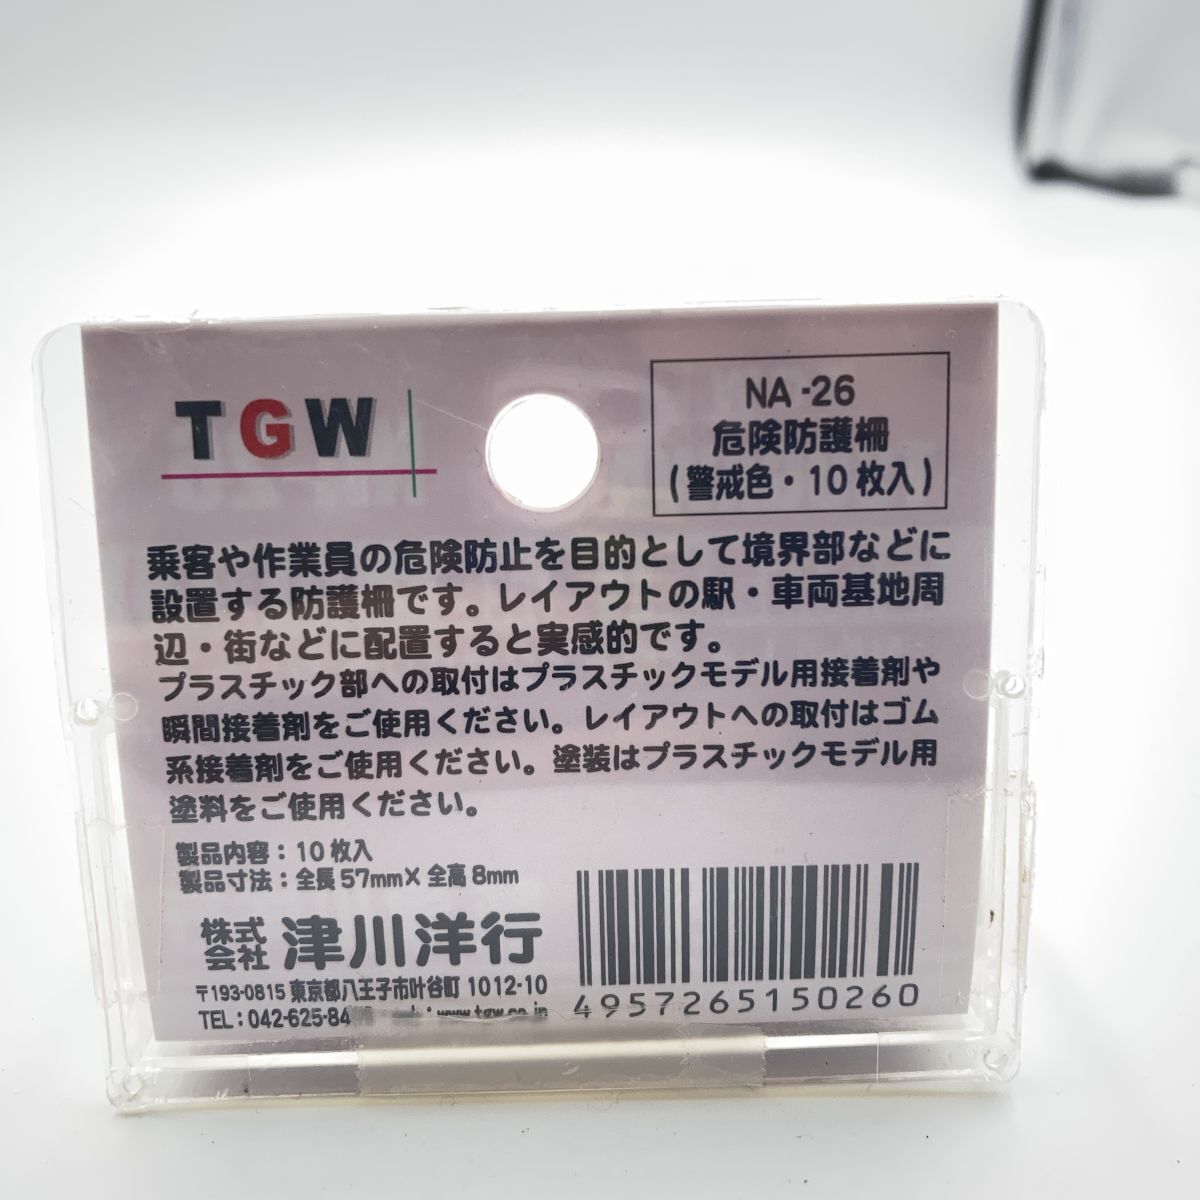 TGW
NA-26
危険防護柵
(警戒色・10枚入)
乗客や作業員の危険防止を目的として境界部などに
設置する防護柵です。レイアウトの駅・車両基地周
辺・街などに配置すると実感的です。
プラスチック部への取付はプラスチックモデル用接着剤や
瞬間接着剤をご使用ください。レイアウトへの取付はゴム
系接着剤をご使用ください。塗装はプラスチックモデル用
塗料をご使用ください。
製品内容：10枚入
製品寸法：全長57mm×全高8mm
株式会社 津川洋行
〒193-0815 東京都八王子市叶谷町1012-10
TEL：042-625-84 : www.tgw.co.jp
4957265150260